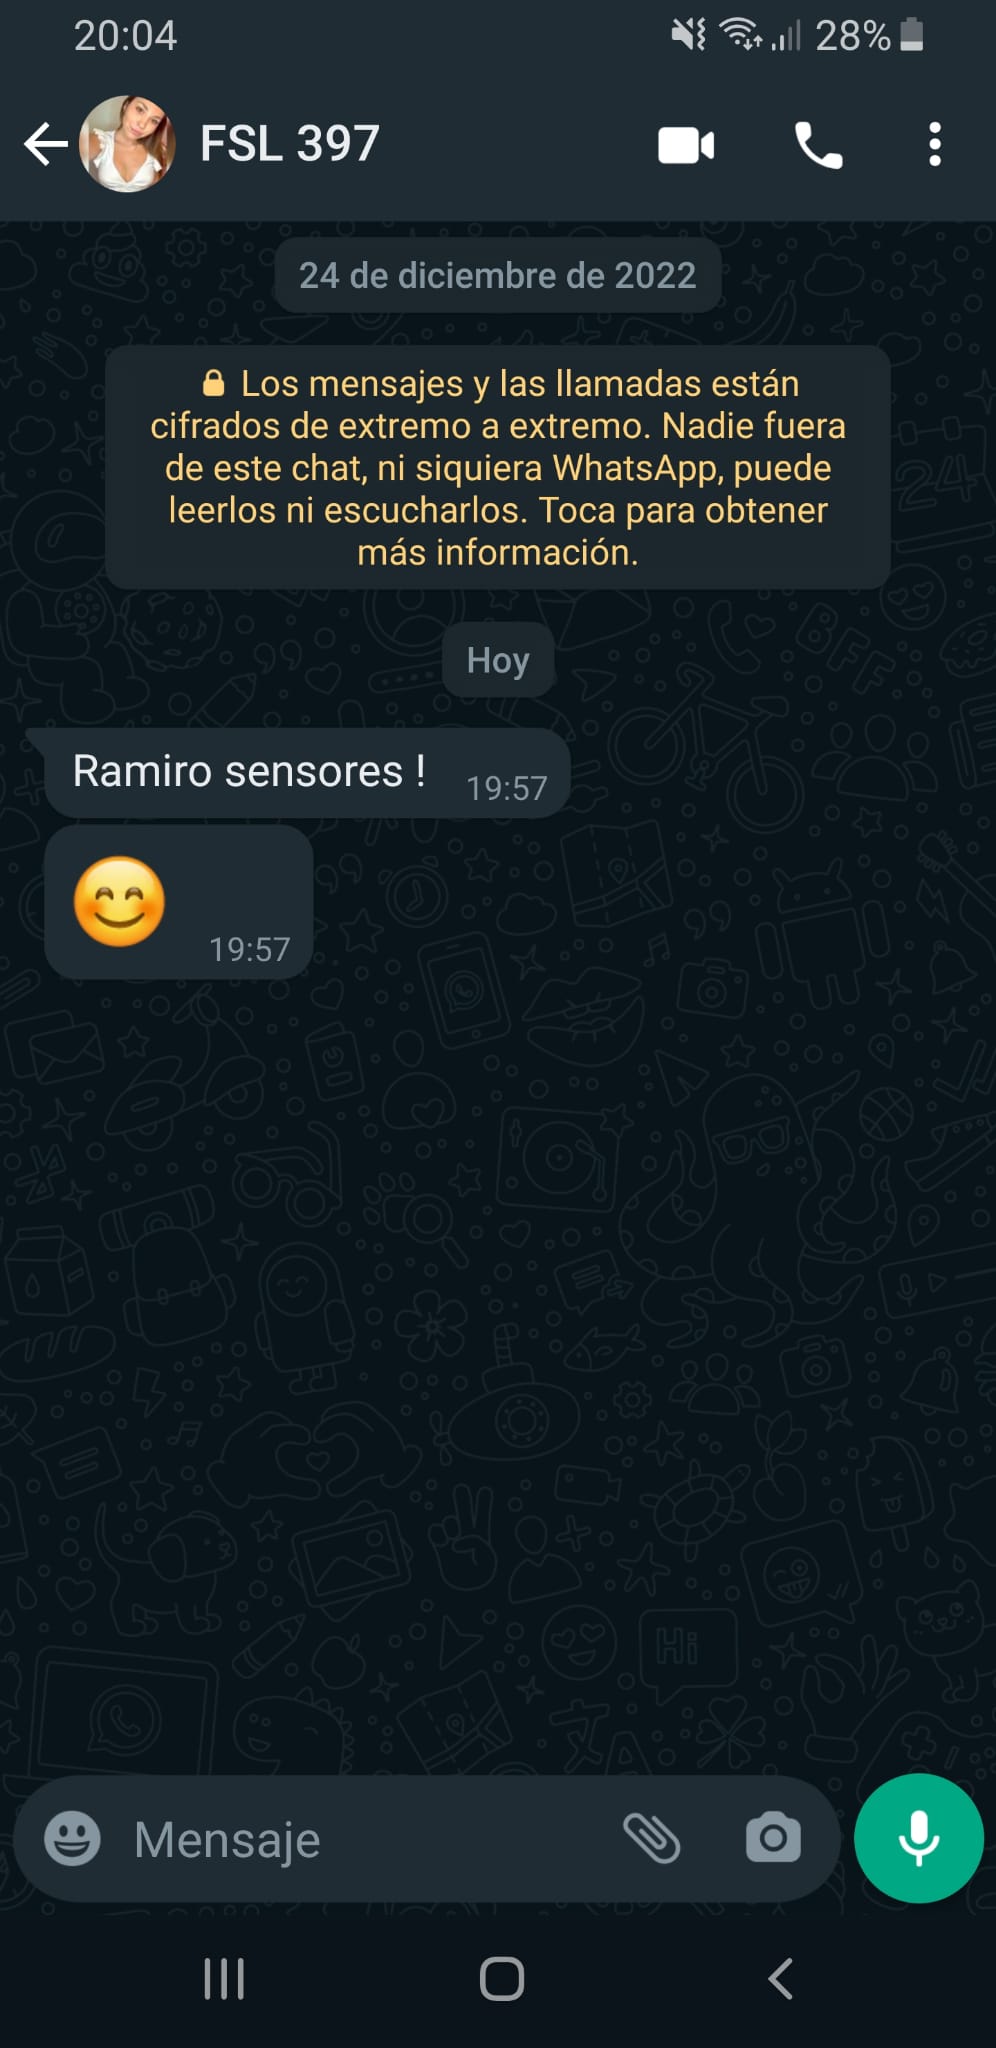 20:04
28%
FSL 397
24 de diciembre de 2022
Los mensajes y las llamadas están
cifrados de extremo a extremo. Nadie fuera
de este chat, ni siquiera WhatsApp, puede
leerlos ni escucharlos. Toca para obtener
más información.
Hoy
Ramiro sensores !
19:57
😊
19:57
Mensaje